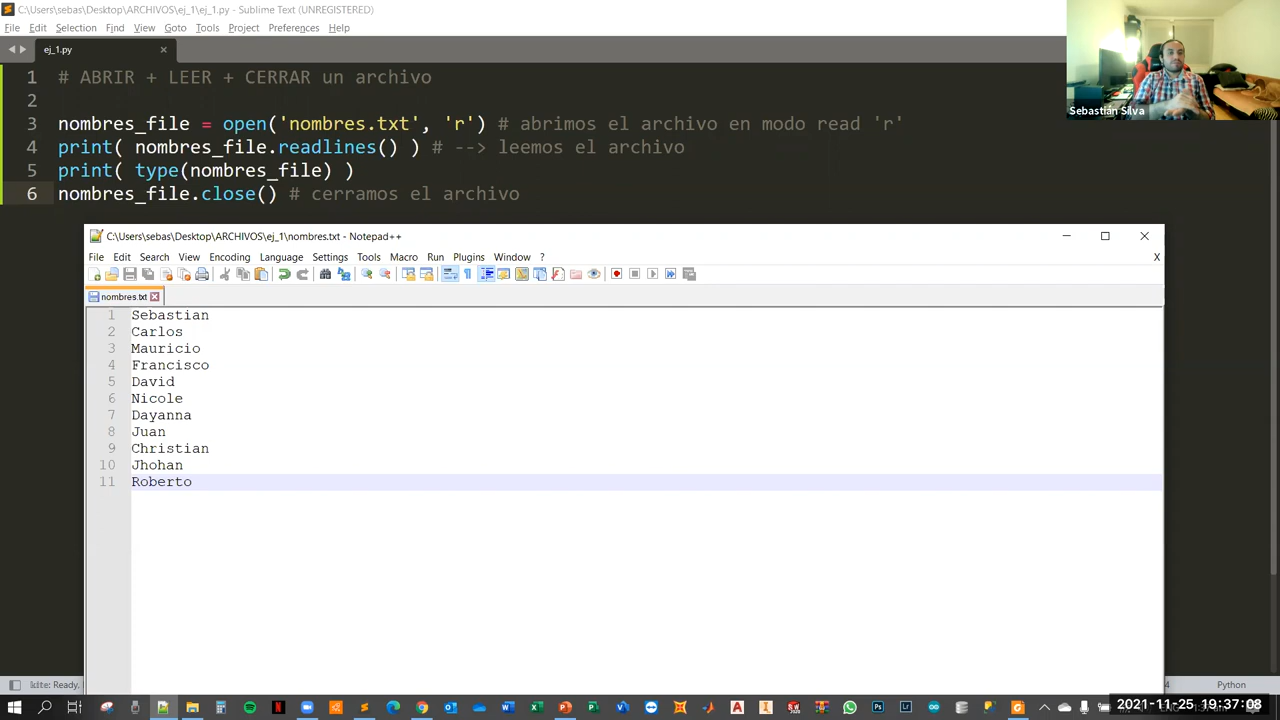 C:\Users\sebas\Desktop\ARCHIVOS\ej_1\ej_1.py - Sublime Text (UNREGISTERED)
File Edit Selection Find View Goto Tools Project Preferences Help
ej_1.py
1 # ABRIR + LEER + CERRAR un archivo
2
3 nombres_file = open('nombres.txt', 'r') # abrimos el archivo en modo read 'r'
4 print( nombres_file.readlines() ) # --> leemos el archivo
5 print( type(nombres_file) )
6 nombres_file.close() # cerramos el archivo
Sebastián Silva
C:\Users\sebas\Desktop\ARCHIVOS\ej_1\nombres.txt - Notepad++
File Edit Search View Encoding Language Settings Tools Macro Run Plugins Window ? X
nombres.txt
1 Sebastian
2 Carlos
3 Mauricio
4 Francisco
5 David
6 Nicole
7 Dayanna
8 Juan
9 Christian
10 Jhohan
11 Roberto
Ready, Python
2021-11-25 19:37:08